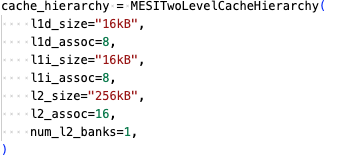 cache_hierarchy = MESITwoLevelCacheHierarchy(
    l1d_size="16kB",
    l1d_assoc=8,
    l1i_size="16kB",
    l1i_assoc=8,
    l2_size="256kB",
    l2_assoc=16,
    num_l2_banks=1,
)